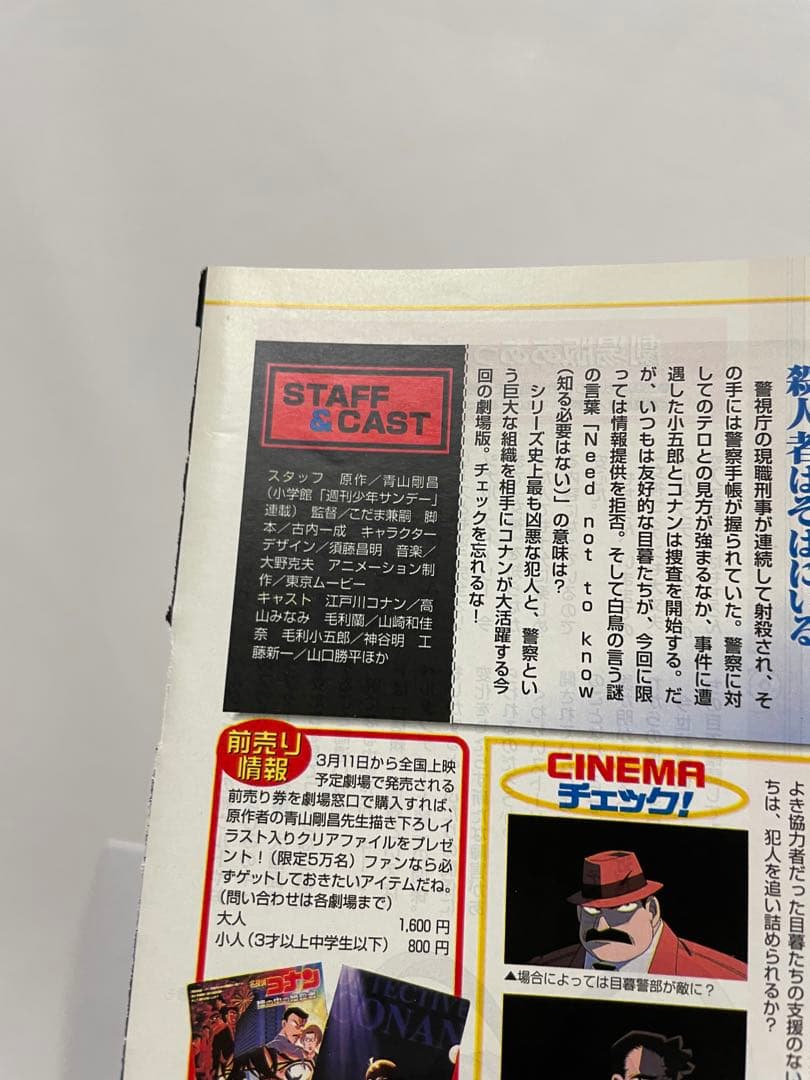 殺人者はそばにいる
警視庁の現職刑事が連続して射殺され、そ
の手には警察手帳が握られていた。警察に対
してのテロとの見方が強まるなか、事件に遭
遇した小五郎とコナンは捜査を開始する。だ
が、いつもは友好的な目暮たちが、今回に限
っては情報提供を拒否。そして白鳥の言う謎
の言葉「Need not to know
(知る必要はない)」の意味は?
シリーズ史上最も凶悪な犯人と、警察とい
う巨大な組織を相手にコナンが大活躍する今
回の劇場版。チェックを忘れるな!
STAFF
&CAST
スタッフ 原作/青山剛昌
(小学館「週刊少年サンデー」
連載) 監督/こだま兼嗣 脚
本/古内一成 キャラクター
デザイン/須藤昌明 音楽/
大野克夫 アニメーション制
作/東京ムービー
キャスト 江戸川コナン/高
山みなみ 毛利蘭/山崎和佳
奈 毛利小五郎/神谷明 工
藤新一/山口勝平ほか
前売り
情報
3月11日から全国上映
予定劇場で発売される
前売り券を劇場窓口で購入すれば、
原作者の青山剛昌先生描き下ろしイ
ラスト入りクリアファイルをプレゼ
ント!(限定5万名)ファンなら必
ずゲットしておきたいアイテムだね。
(問い合わせは各劇場まで)
大人 1,600 円
小人(3才以上中学生以下) 800 円
名探偵コナン
瞳の中の暗殺者
DETECTIVE
CONAN
CINEMA
チェック!
▲場合によっては目暮警部が敵に?
よき協力者だった目暮たちの支援のない
ちは、犯人を追い詰められるか?